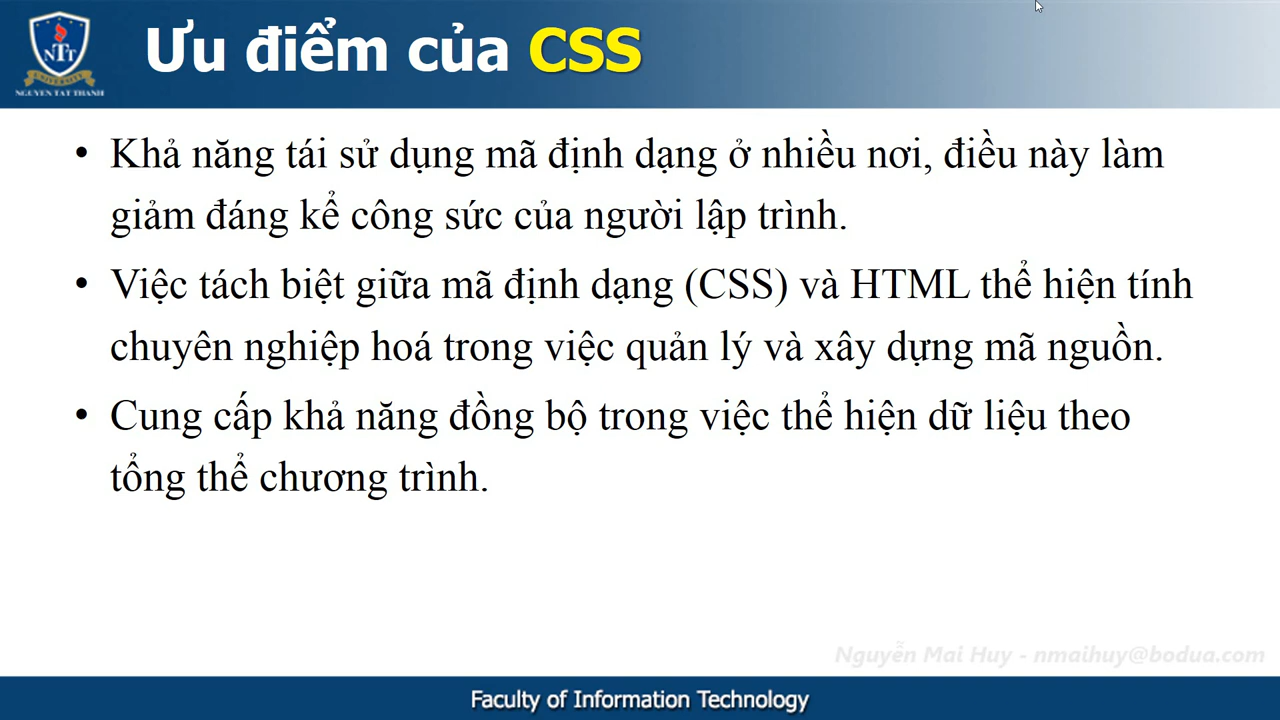 NTT
UNIVERSITY
NGUYEN TAT THANH
Ưu điểm của CSS
• Khả năng tái sử dụng mã định dạng ở nhiều nơi, điều này làm
giảm đáng kể công sức của người lập trình.
• Việc tách biệt giữa mã định dạng (CSS) và HTML thể hiện tính
chuyên nghiệp hoá trong việc quản lý và xây dựng mã nguồn.
• Cung cấp khả năng đồng bộ trong việc thể hiện dữ liệu theo
tổng thể chương trình.
Nguyễn Mai Huy - nmaihuy@bodua.com
Faculty of Information Technology